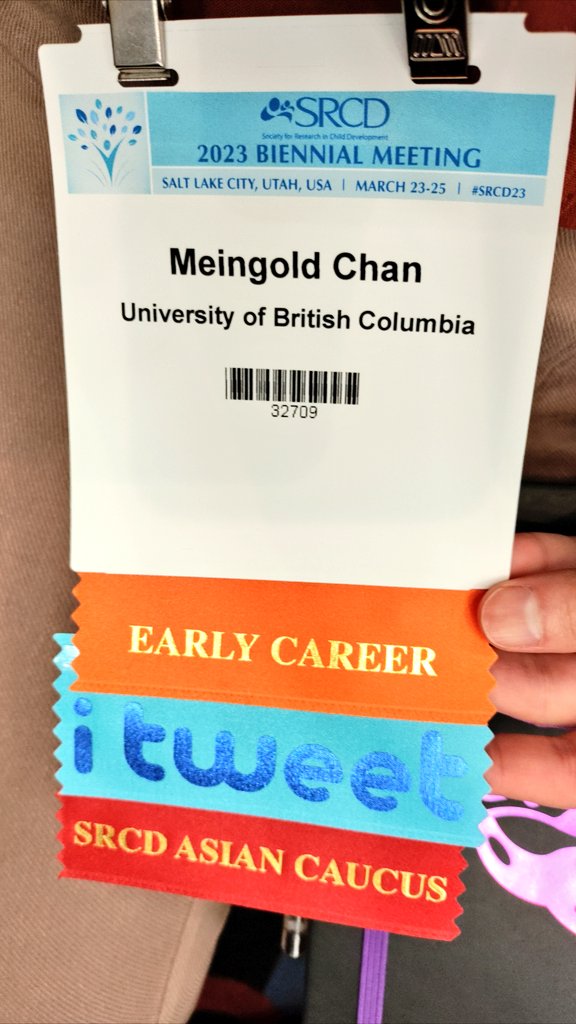 SRCD
Society for Research in Child Development
2023 BIENNIAL MEETING
SALT LAKE CITY, UTAH, USA | MARCH 23-25 | #SRCD23
Meingold Chan
University of British Columbia
32709
EARLY CAREER
i tweet
SRCD ASIAN CAUCUS